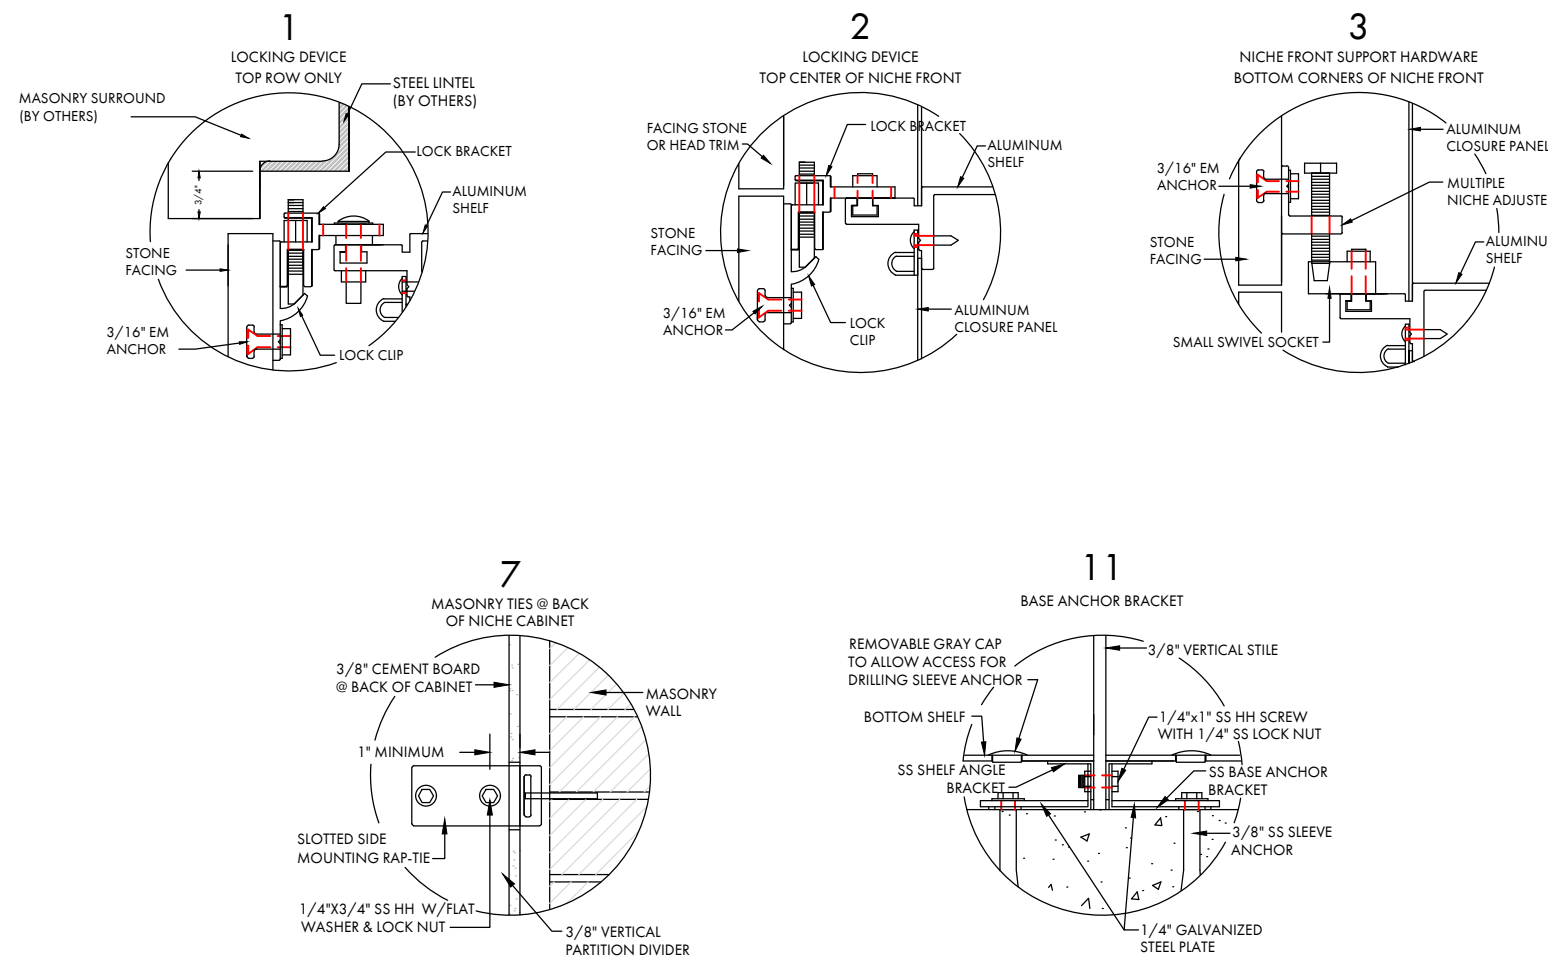 1
LOCKING DEVICE
TOP ROW ONLY
MASONRY SURROUND
(BY OTHERS)
STEEL LINTEL
(BY OTHERS)
LOCK BRACKET
3/4"
ALUMINUM
SHELF
STONE
FACING
3/16" EM
ANCHOR
LOCK CLIP
2
LOCKING DEVICE
TOP CENTER OF NICHE FRONT
FACING STONE
OR HEAD TRIM
LOCK BRACKET
ALUMINUM
SHELF
STONE
FACING
3/16" EM
ANCHOR
LOCK
CLIP
ALUMINUM
CLOSURE PANEL
3
NICHE FRONT SUPPORT HARDWARE
BOTTOM CORNERS OF NICHE FRONT
ALUMINUM
CLOSURE PANEL
3/16" EM
ANCHOR
MULTIPLE
NICHE ADJUSTE
STONE
FACING
ALUMINU
SHELF
SMALL SWIVEL SOCKET
7
MASONRY TIES @ BACK
OF NICHE CABINET
3/8" CEMENT BOARD
@ BACK OF CABINET
MASONRY
WALL
1" MINIMUM
SLOTTED SIDE
MOUNTING RAP-TIE
1/4"X3/4" SS HH W/FLAT
WASHER & LOCK NUT
3/8" VERTICAL
PARTITION DIVIDER
11
BASE ANCHOR BRACKET
REMOVABLE GRAY CAP
TO ALLOW ACCESS FOR
DRILLING SLEEVE ANCHOR
3/8" VERTICAL STILE
BOTTOM SHELF
1/4"x1" SS HH SCREW
WITH 1/4" SS LOCK NUT
SS SHELF ANGLE
BRACKET
SS BASE ANCHOR
BRACKET
3/8" SS SLEEVE
ANCHOR
1/4" GALVANIZED
STEEL PLATE